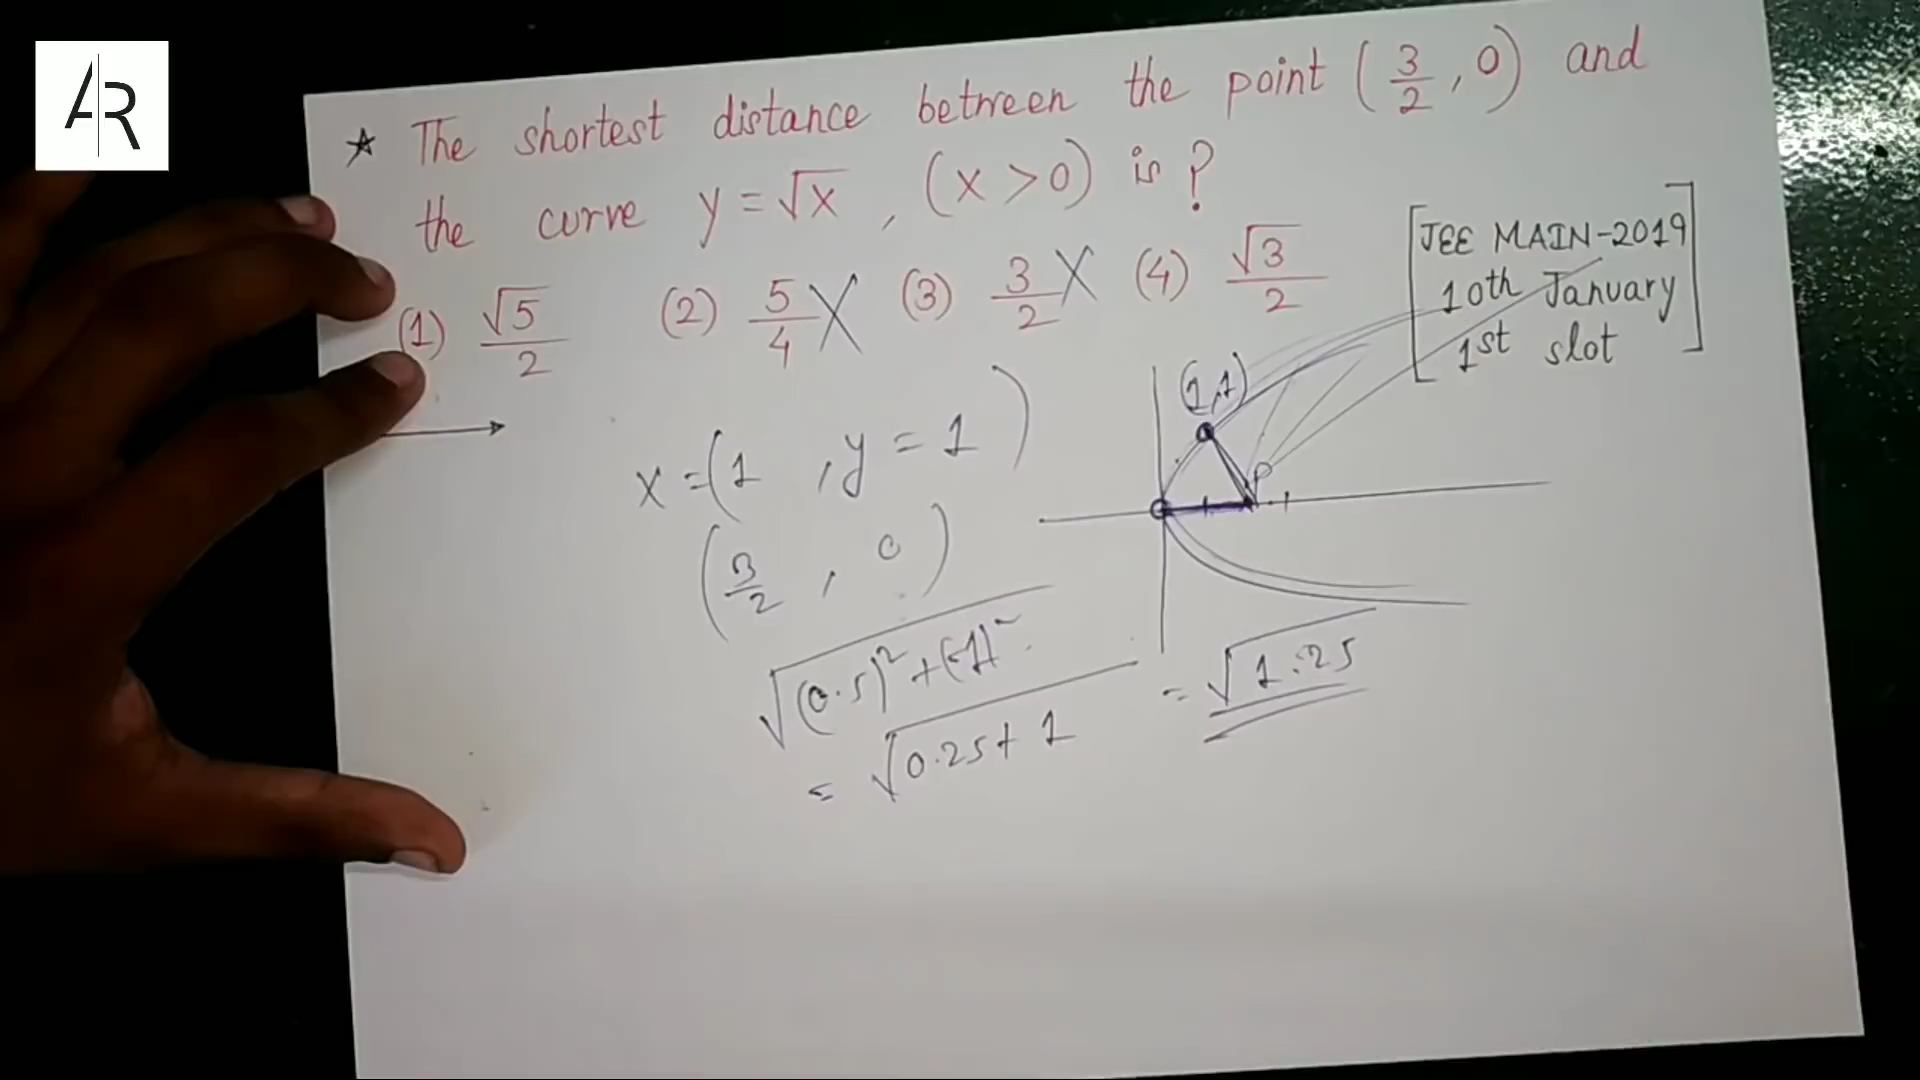 AR
☆ The shortest distance between the point (3/2, 0) and
the curve y = √x , (x > 0) is ?
(1) √5/2 (2) 5/4 X (3) 3/2 X (4) √3/2
[JEE MAIN-2019
10th January
1st slot]
(1,1)
P
x = (1 , y = 1)
(3/2 , 0)
√(0.5)² + (-1)²
= √0.25 + 1
= √1.25